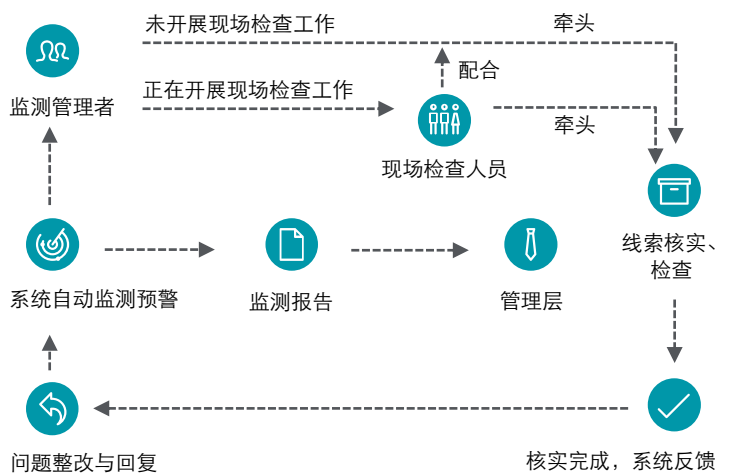 未开展现场检查工作
牵头
监测管理者
正在开展现场检查工作
配合
牵头
现场检查人员
线索核实、
检查
系统自动监测预警
监测报告
管理层
问题整改与回复
核实完成，系统反馈